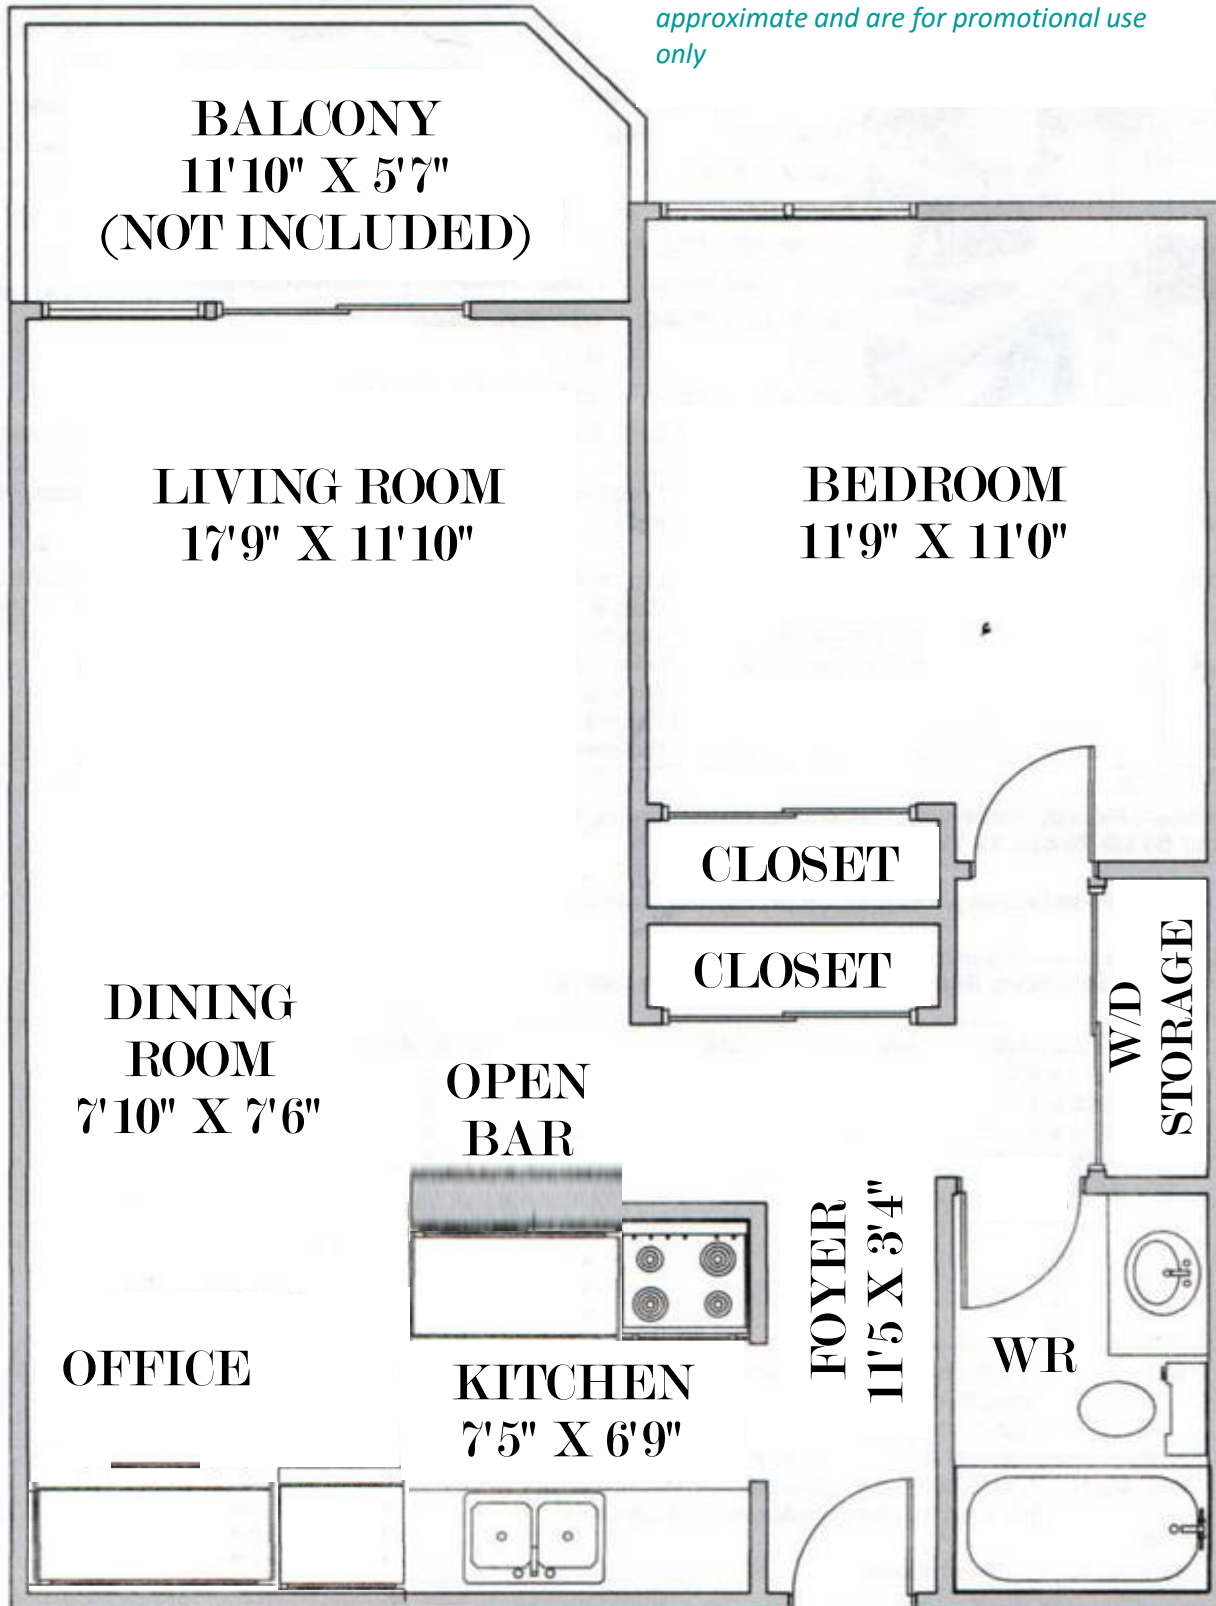 approximate and are for promotional use
only
BALCONY
11'10" X 5'7"
(NOT INCLUDED)
LIVING ROOM
17'9" X 11'10"
BEDROOM
11'9" X 11'0"
CLOSET
CLOSET
W/D
STORAGE
DINING
ROOM
7'10" X 7'6"
OPEN
BAR
FOYER
11'5 X 3'4"
OFFICE
KITCHEN
7'5" X 6'9"
WR